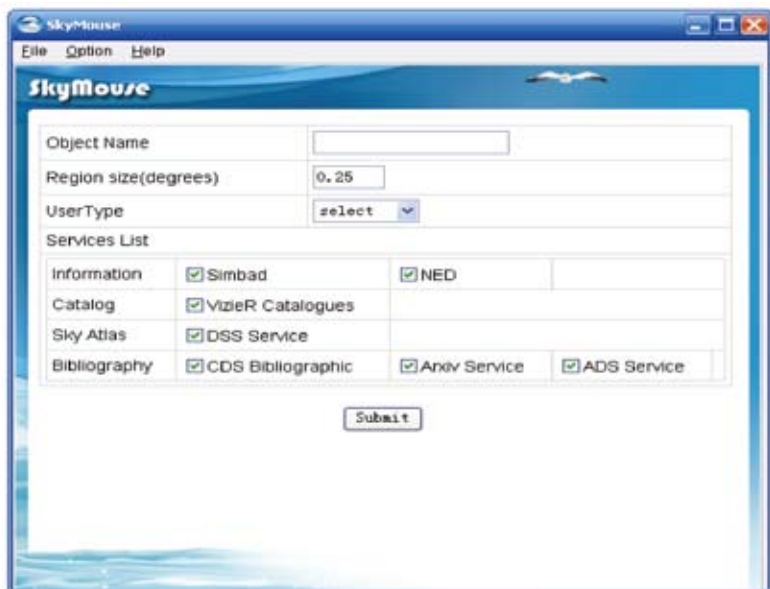 SkyMouse
File Option Help
SkyMouse
Object Name
Region size(degrees) 0.25
UserType select
Services List
Information Simbad NED
Catalog VizieR Catalogues
Sky Atlas DSS Service
Bibliography CDS Bibliographic Arxiv Service ADS Service
Submit